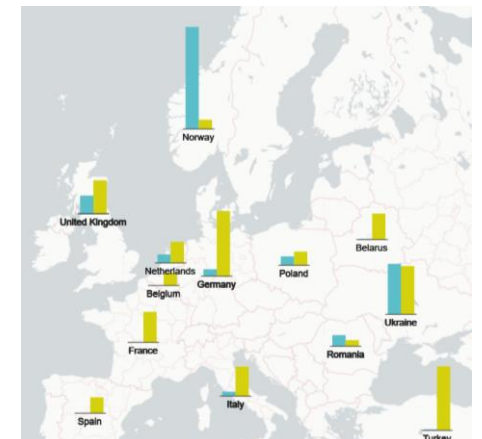 Norway
United Kingdom
Belarus
Netherlands
Poland
Germany
Belgium
Ukraine
France
Romania
Italy
Spain
Turkey